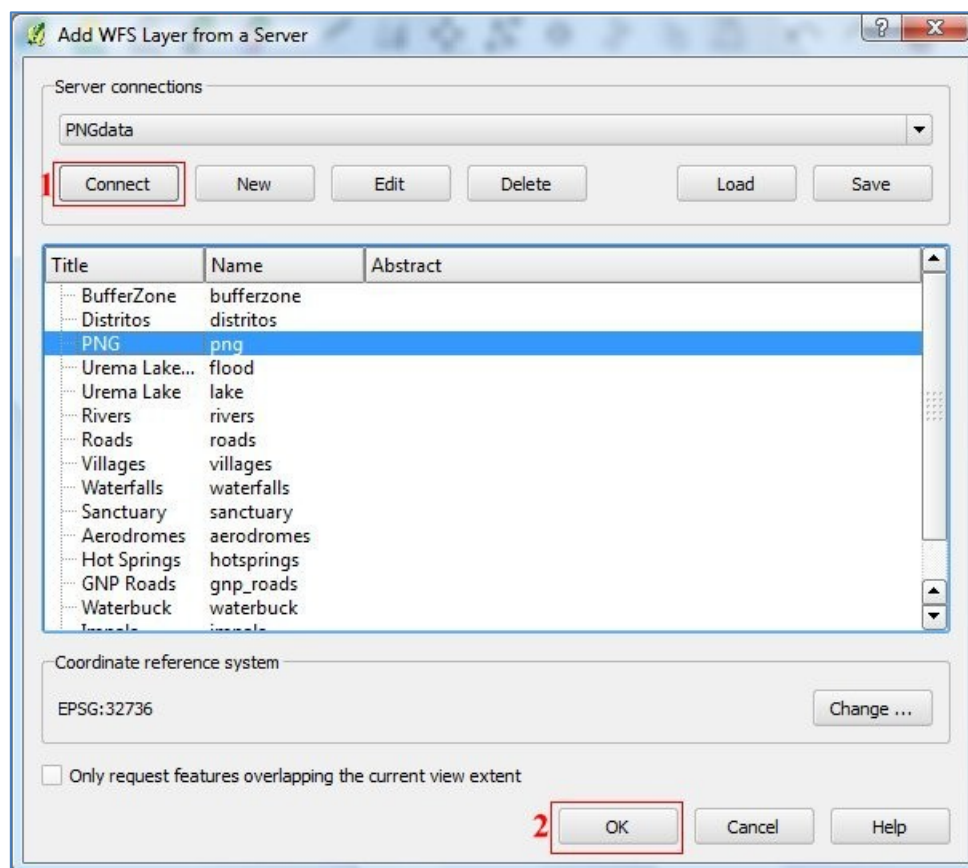 Add WFS Layer from a Server
Server connections
PNGdata
1 Connect New Edit Delete Load Save
Title Name Abstract
BufferZone bufferzone
Distritos distritos
PNG png
Urema Lake... flood
Urema Lake lake
Rivers rivers
Roads roads
Villages villages
Waterfalls waterfalls
Sanctuary sanctuary
Aerodromes aerodromes
Hot Springs hotsprings
GNP Roads gnp_roads
Waterbuck waterbuck
Coordinate reference system
EPSG:32736 Change ...
Only request features overlapping the current view extent
2 OK Cancel Help